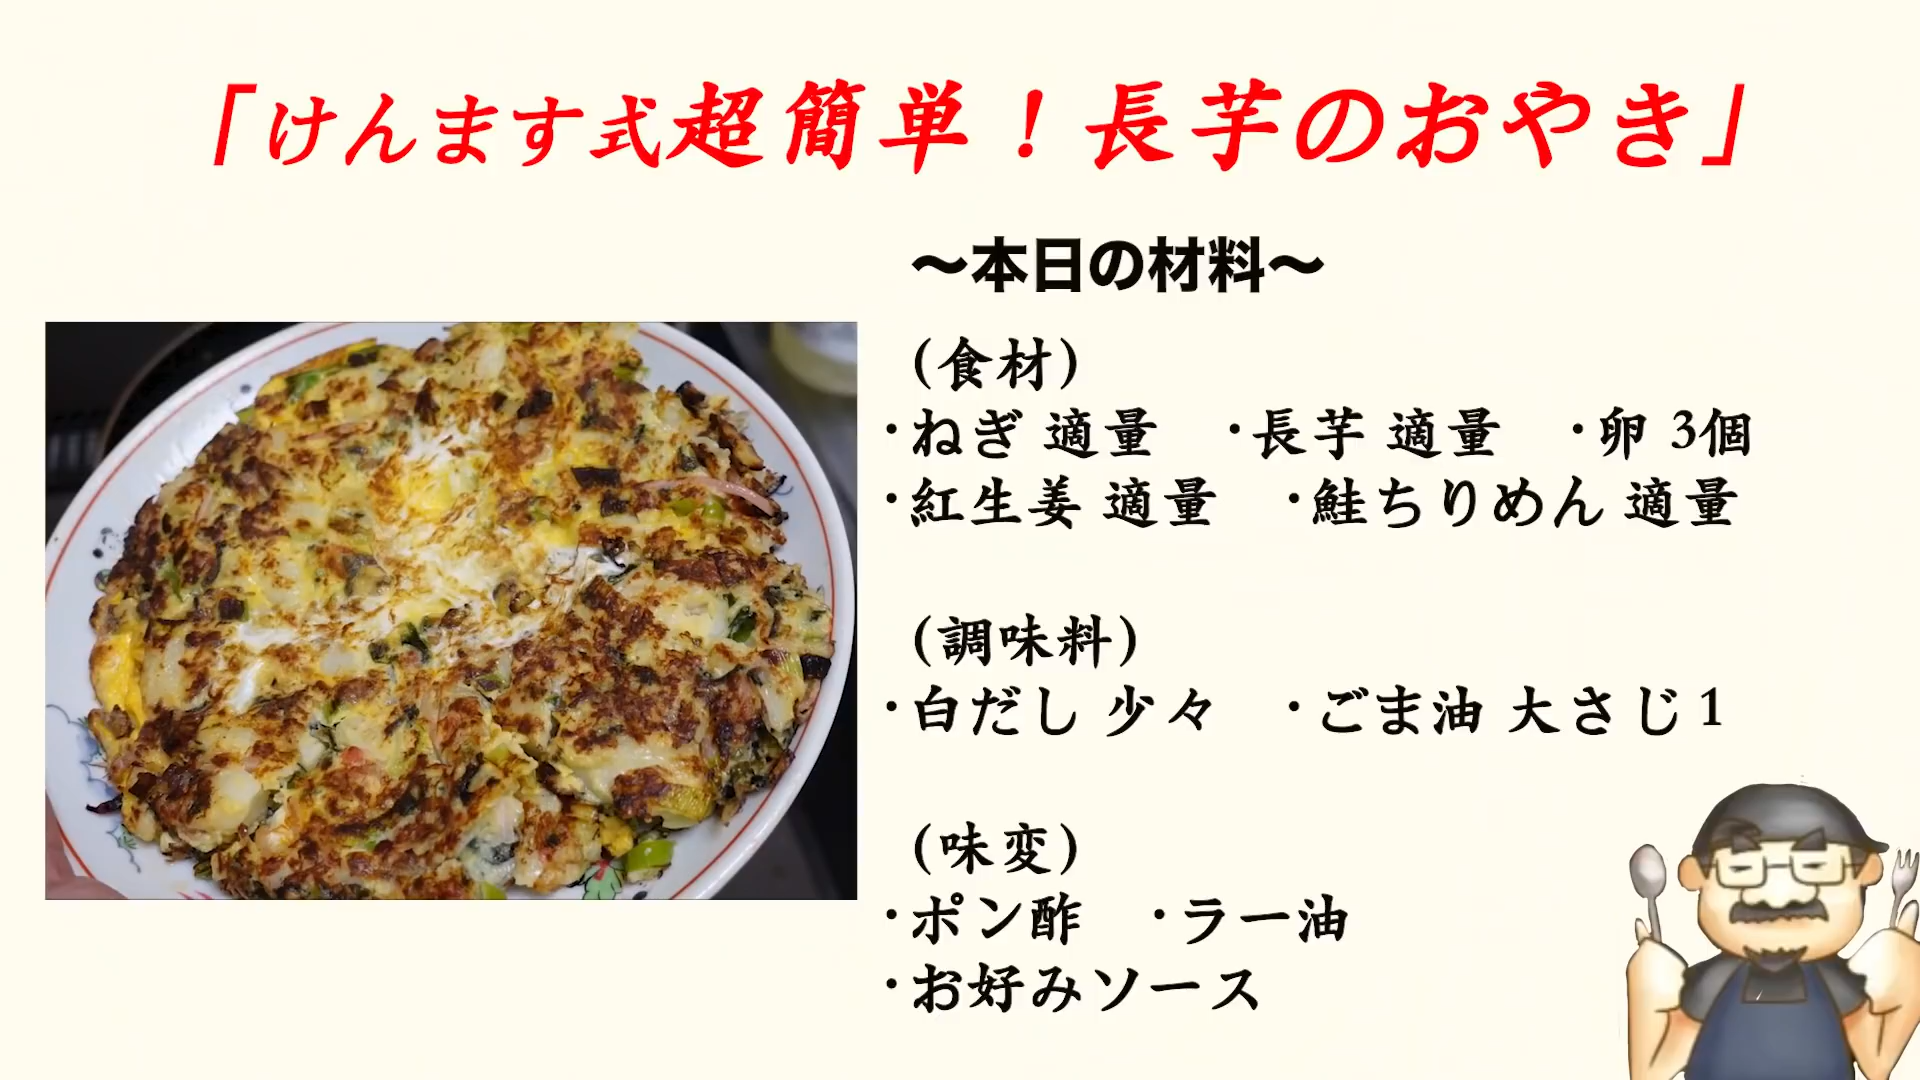 「けんます式超簡単！長芋のおやき」
～本日の材料～
（食材）
・ねぎ 適量 ・長芋 適量 ・卵 3個
・紅生姜 適量 ・鮭ちりめん 適量
（調味料）
・白だし 少々 ・ごま油 大さじ1
（味変）
・ポン酢 ・ラー油
・お好みソース